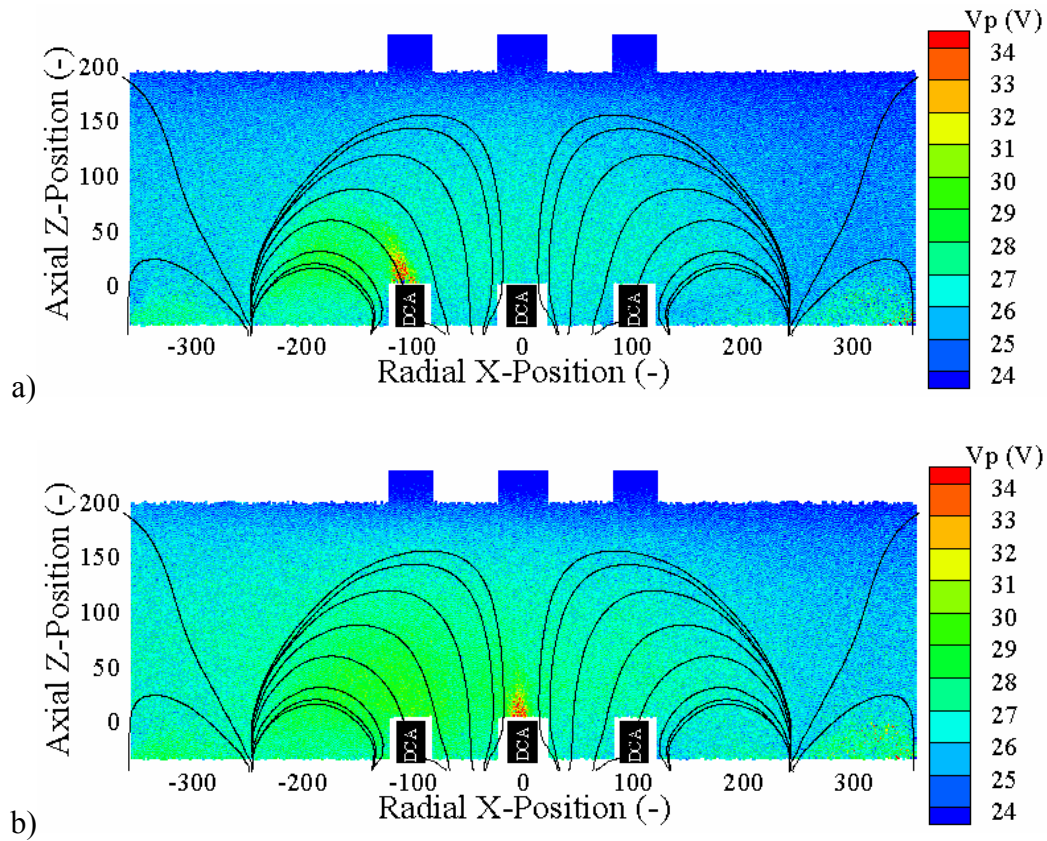 Vp (V)
200
150
100
50
0
Axial Z-Position (-)
DCA DCA DCA
-300 -200 -100 0 100 200 300
Radial X-Position (-)
34
33
32
31
30
29
28
27
26
25
24
a)
Vp (V)
200
150
100
50
0
Axial Z-Position (-)
DCA DCA DCA
-300 -200 -100 0 100 200 300
Radial X-Position (-)
34
33
32
31
30
29
28
27
26
25
24
b)